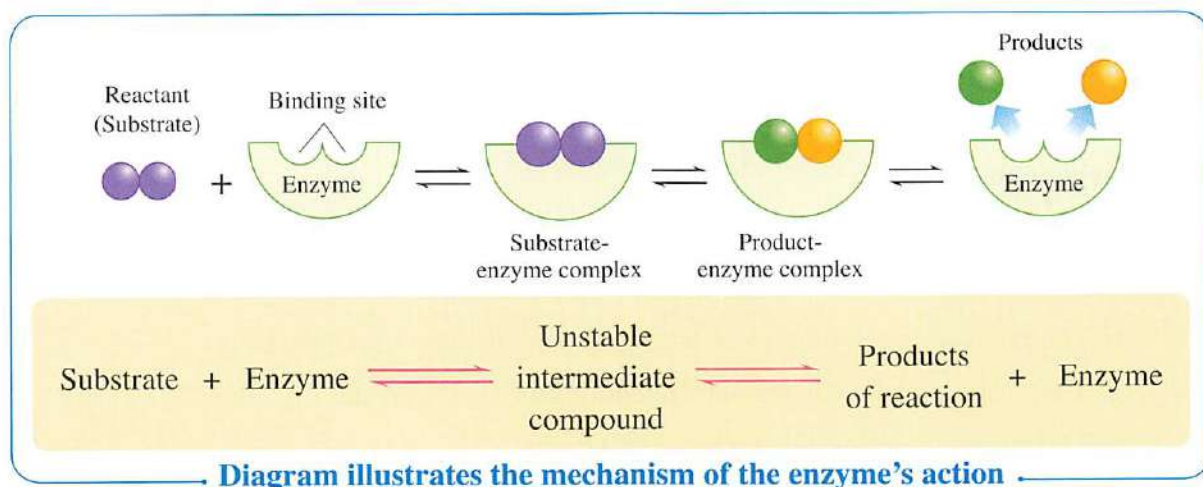 Products
Reactant
(Substrate)
Binding site
+
Enzyme
Enzyme
Substrate-
enzyme complex
Product-
enzyme complex
Substrate + Enzyme
Unstable
intermediate
compound
Products
of reaction
+ Enzyme
Diagram illustrates the mechanism of the enzyme's action